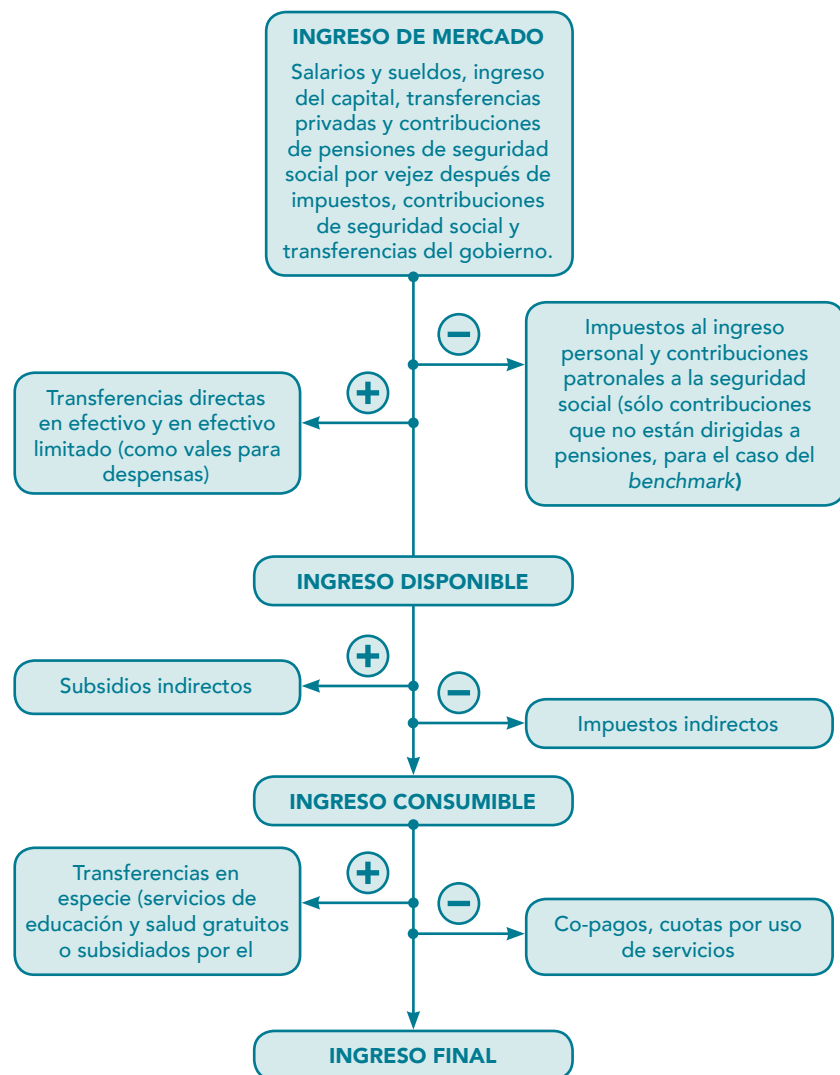 INGRESO DE MERCADO
Salarios y sueldos, ingreso
del capital, transferencias
privadas y contribuciones
de pensiones de seguridad
social por vejez después de
impuestos, contribuciones
de seguridad social y
transferencias del gobierno.
−
Impuestos al ingreso
personal y contribuciones
patronales a la seguridad
social (sólo contribuciones
que no están dirigidas a
pensiones, para el caso del
benchmark)
+
Transferencias directas
en efectivo y en efectivo
limitado (como vales para
despensas)
INGRESO DISPONIBLE
+
Subsidios indirectos
−
Impuestos indirectos
INGRESO CONSUMIBLE
+
Transferencias en
especie (servicios de
educación y salud gratuitos
o subsidiados por el
−
Co-pagos, cuotas por uso
de servicios
INGRESO FINAL